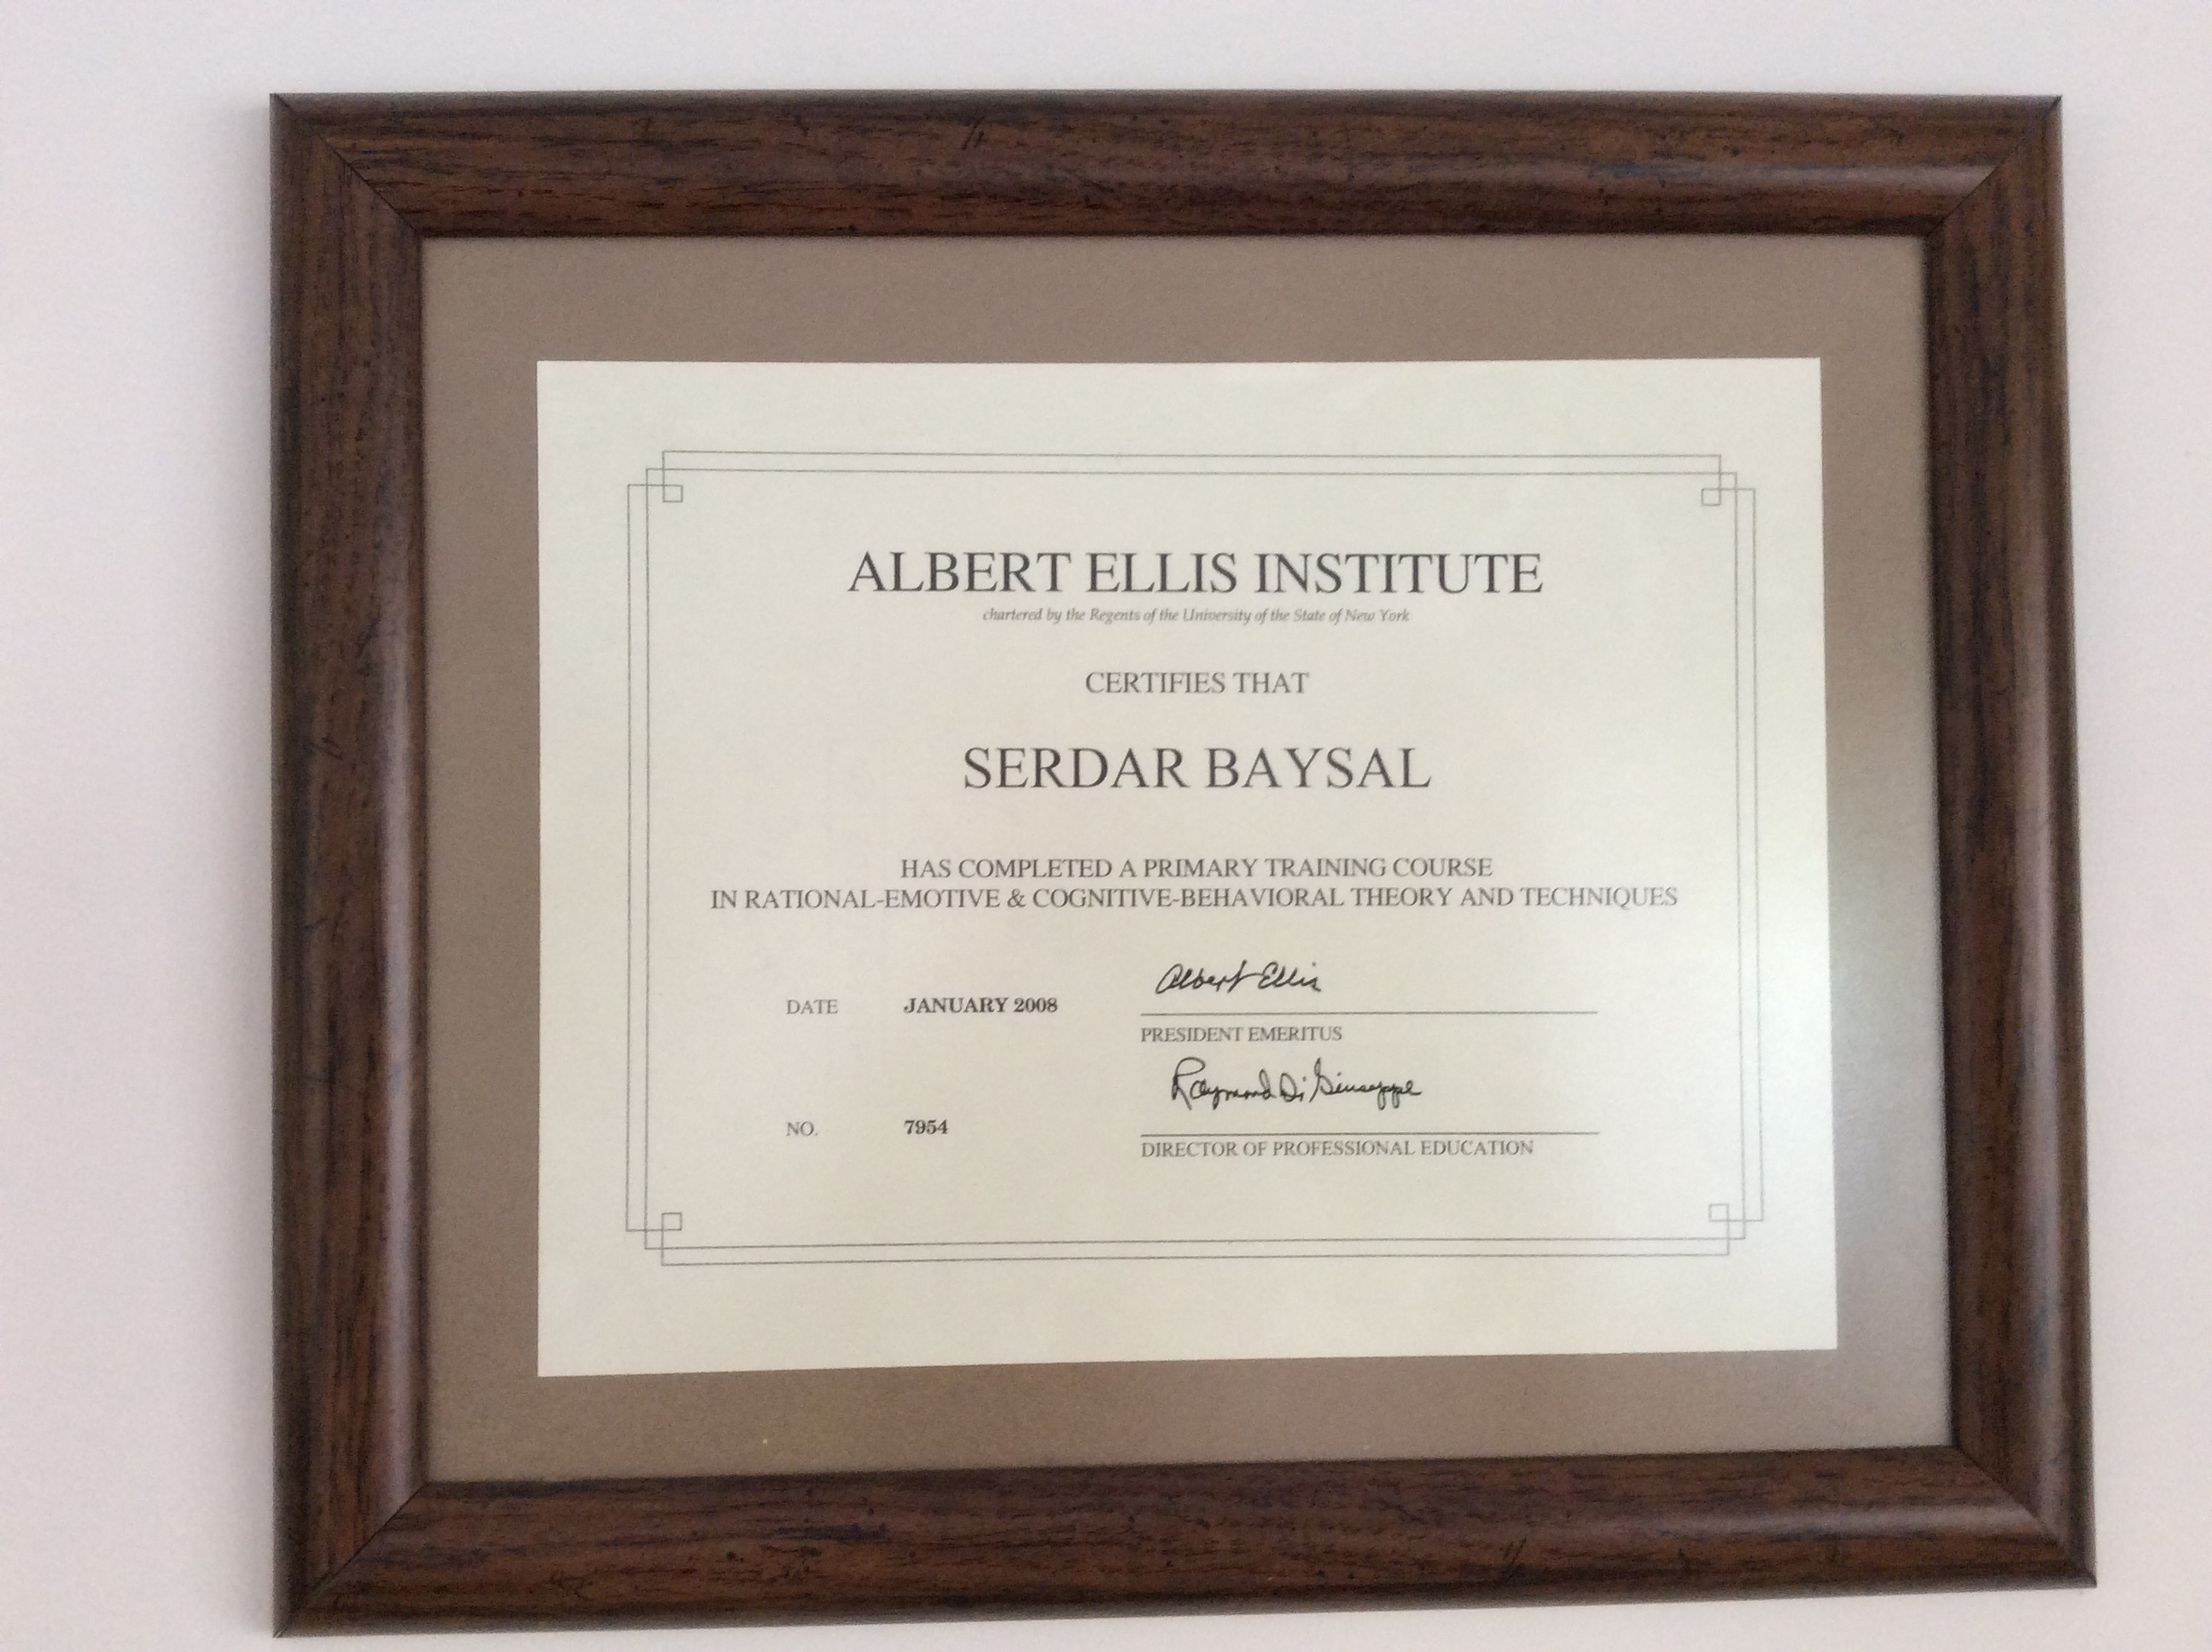 ALBERT ELLIS INSTITUTE
chartered by the Regents of the University of the State of New York
CERTIFIES THAT
SERDAR BAYSAL
HAS COMPLETED A PRIMARY TRAINING COURSE
IN RATIONAL-EMOTIVE & COGNITIVE-BEHAVIORAL THEORY AND TECHNIQUES
Albert Ellis
DATE JANUARY 2008
PRESIDENT EMERITUS
Raymond Di Giuseppe
NO. 7954
DIRECTOR OF PROFESSIONAL EDUCATION